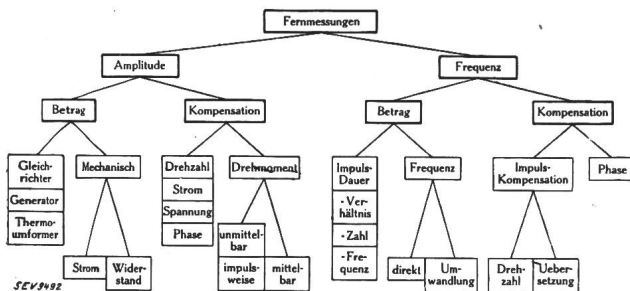 Fernmessungen
Amplitude
Frequenz
Betrag
Kompensation
Betrag
Kompensation
Gleich-
richter
Generator
Thermo-
umformer
Mechanisch
Drehzahl
Strom
Spannung
Phase
Drehmoment
Impuls-
Dauer
- Ver-
hältnis
- Zahl
- Fre-
quenz
Frequenz
Impuls-
Kompensation
Phase
Strom
Wider-
stand
unmittel-
bar
impuls-
weise
mittel-
bar
direkt
Um-
wandlung
Dreh-
zahl
Ueber-
setzung
SEV9492